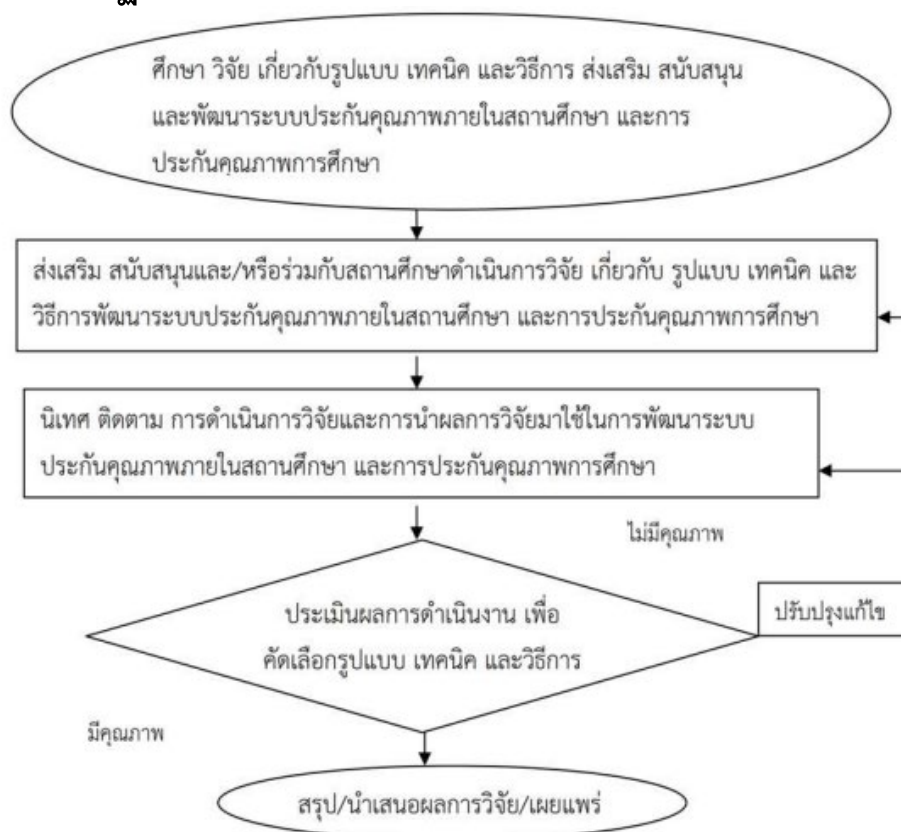 ศึกษา วิจัย เกี่ยวกับรูปแบบ เทคนิค และวิธีการ ส่งเสริม สนับสนุน
และพัฒนาระบบประกันคุณภาพภายในสถานศึกษา และการ
ประกันคุณภาพการศึกษา
ส่งเสริม สนับสนุนและ/หรือร่วมกับสถานศึกษาดำเนินการวิจัย เกี่ยวกับ รูปแบบ เทคนิค และ
วิธีการพัฒนาระบบประกันคุณภาพภายในสถานศึกษา และการประกันคุณภาพการศึกษา
นิเทศ ติดตาม การดำเนินการวิจัยและการนำผลการวิจัยมาใช้ในการพัฒนาระบบ
ประกันคุณภาพภายในสถานศึกษา และการประกันคุณภาพการศึกษา
ไม่มีคุณภาพ
ประเมินผลการดำเนินงาน เพื่อ
คัดเลือกรูปแบบ เทคนิค และวิธีการ
ปรับปรุงแก้ไข
มีคุณภาพ
สรุป/นำเสนอผลการวิจัย/เผยแพร่